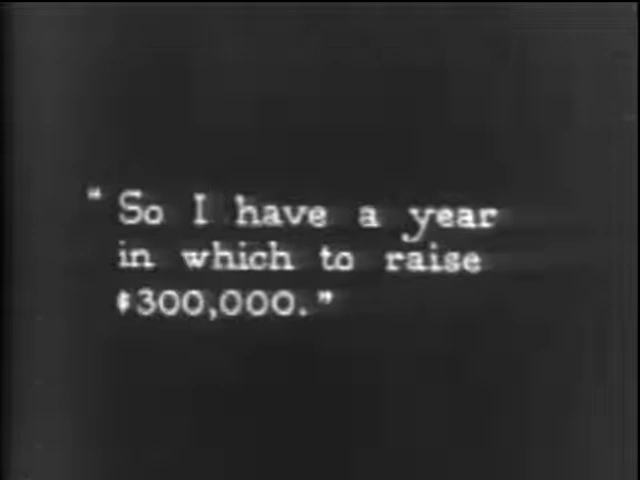 “So I have a year
in which to raise
$300,000.”